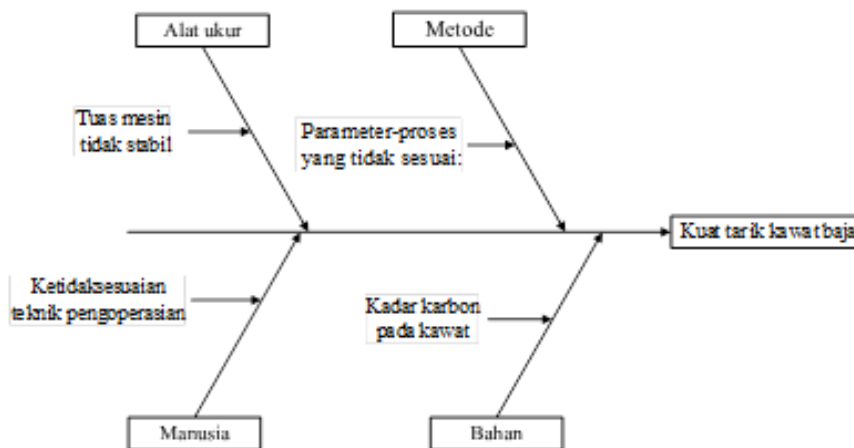 Alat ukur
Metode
Tuas mesin
tidak stabil
Parameter-proses
yang tidak sesuai:
Kuat tarik kawat baja
Ketidaksesuaian
teknik pengoperasian
Kadar karbon
pada kawat
Manusia
Bahan